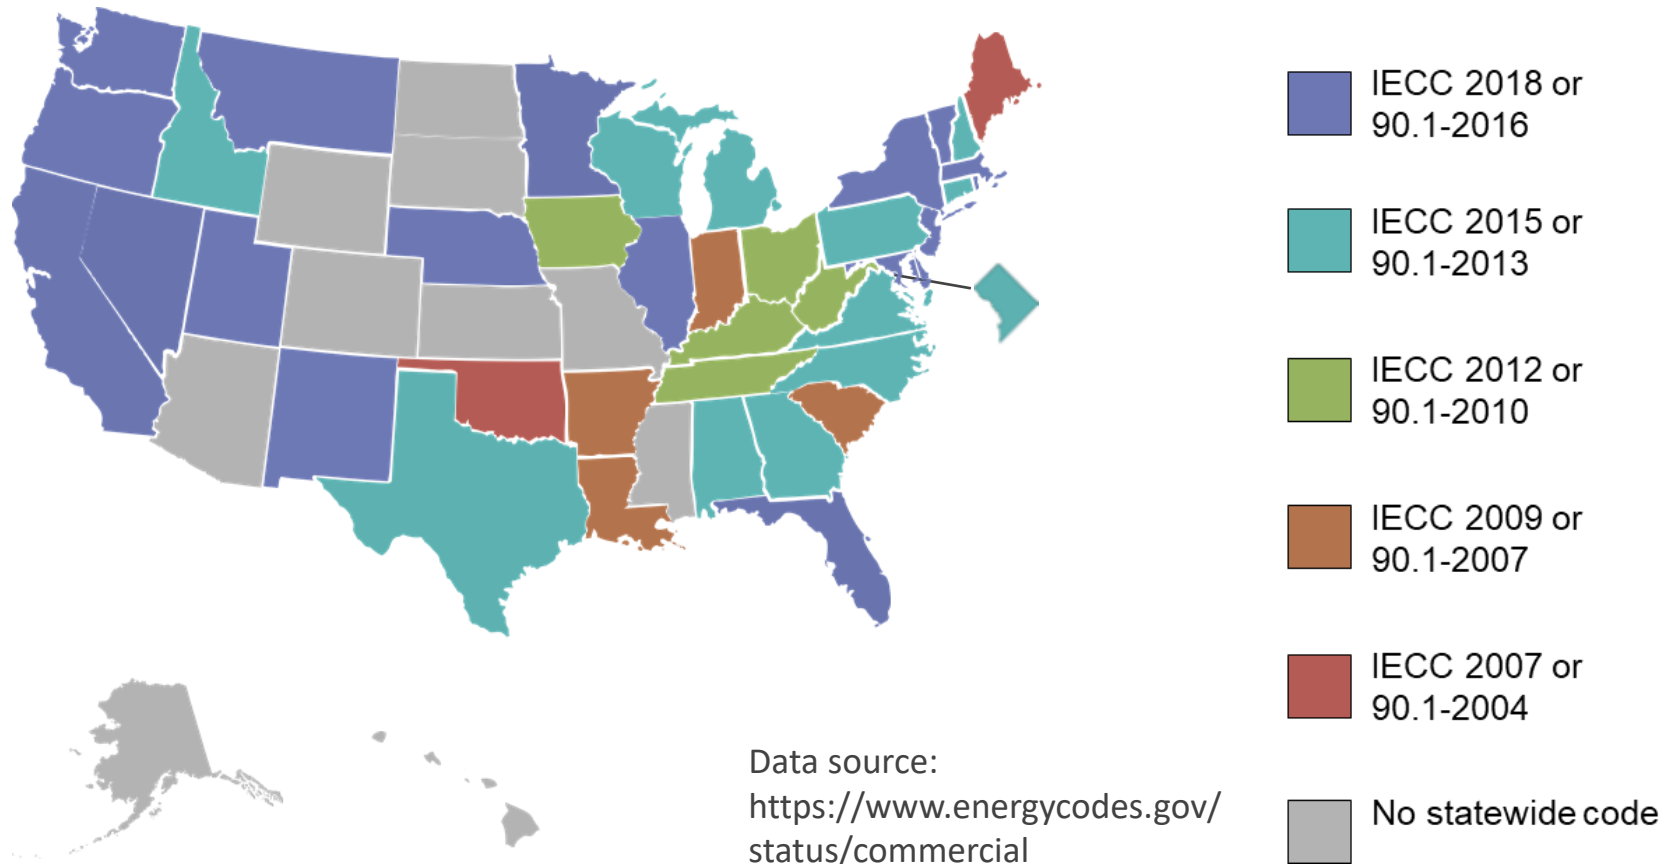 IECC 2018 or
90.1-2016
IECC 2015 or
90.1-2013
IECC 2012 or
90.1-2010
IECC 2009 or
90.1-2007
IECC 2007 or
90.1-2004
No statewide code
Data source:
https://www.energycodes.gov/
status/commercial